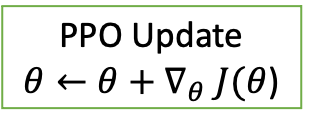 PPO Update
𝜃 ← 𝜃 + ∇𝜃 𝐽(𝜃)